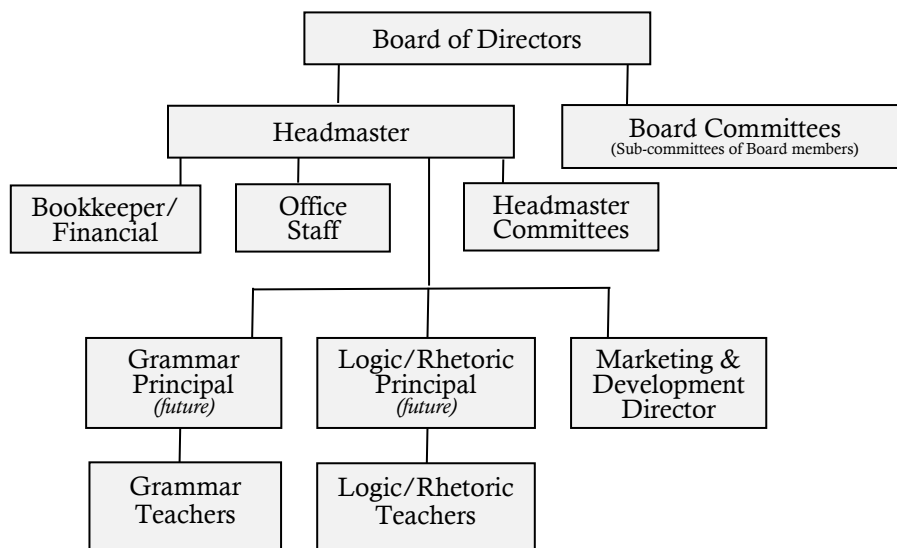 Board of Directors
Headmaster
Board Committees
(Sub-committees of Board members)
Bookkeeper/
Financial
Office
Staff
Headmaster
Committees
Grammar
Principal
(future)
Logic/Rhetoric
Principal
(future)
Marketing &
Development
Director
Grammar
Teachers
Logic/Rhetoric
Teachers